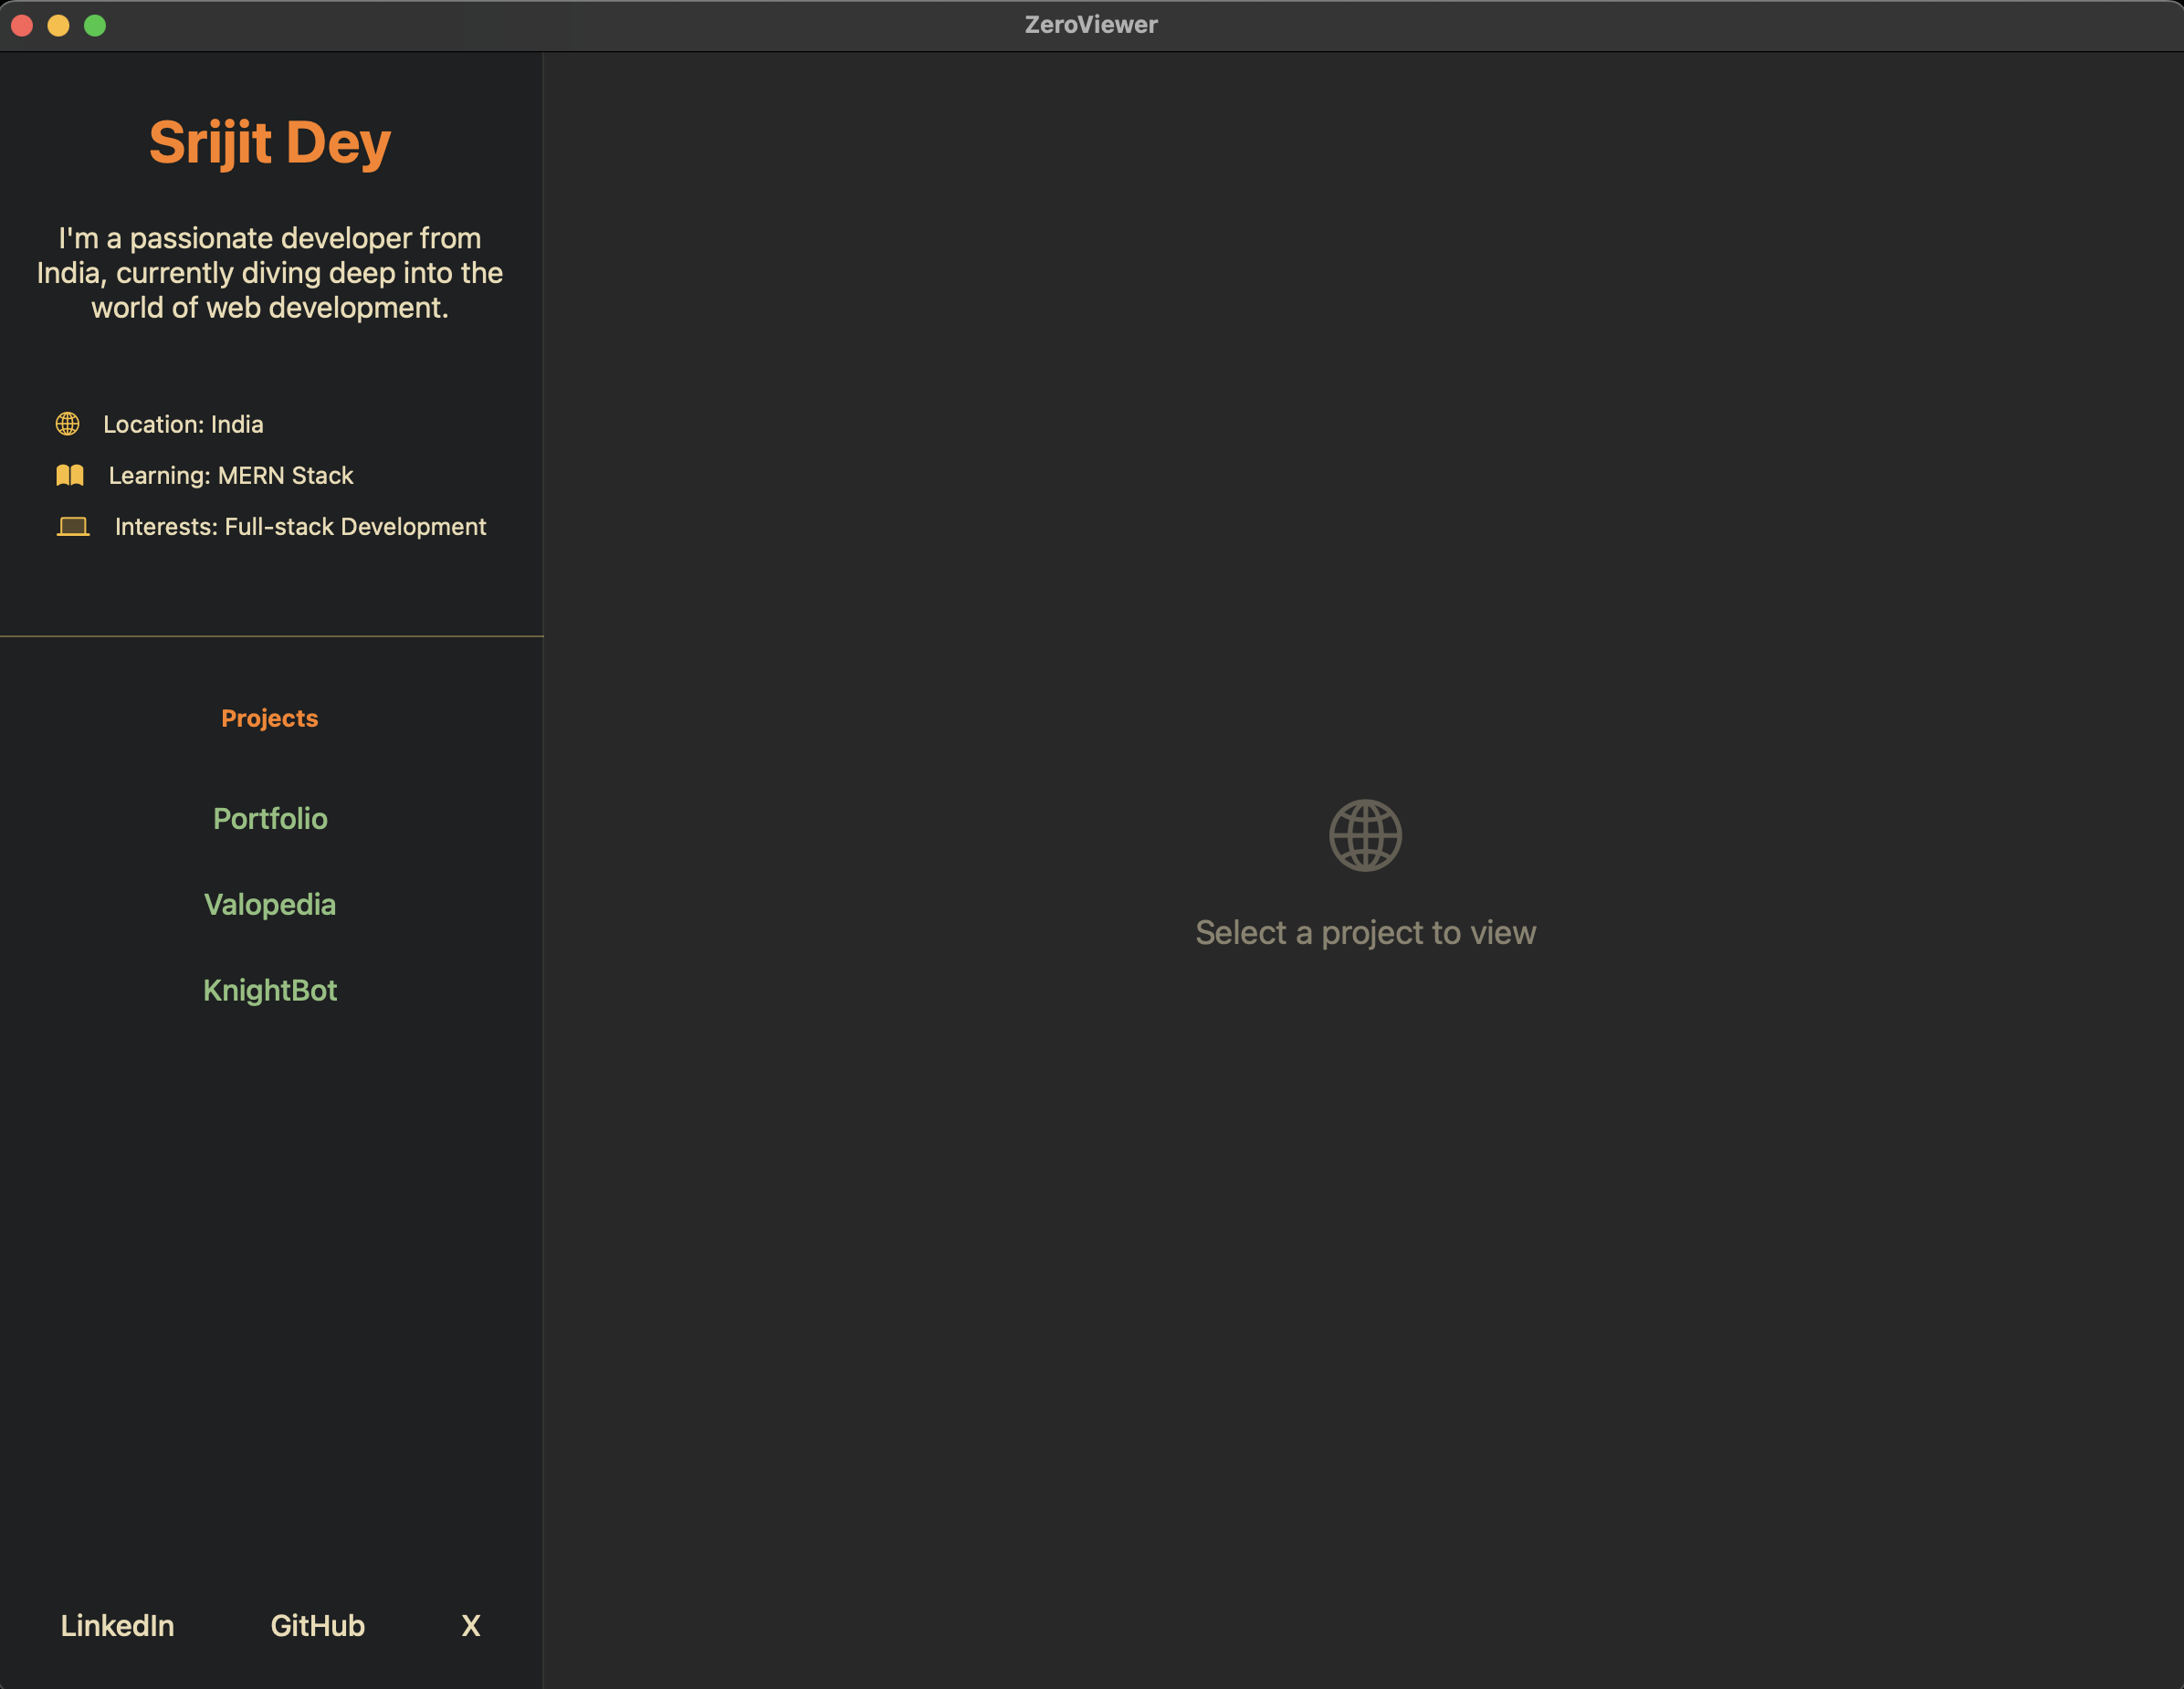 ZeroViewer
Srijit Dey
I'm a passionate developer from
India, currently diving deep into the
world of web development.
Location: India
Learning: MERN Stack
Interests: Full-stack Development
Projects
Portfolio
Valopedia
KnightBot
LinkedIn GitHub X
Select a project to view